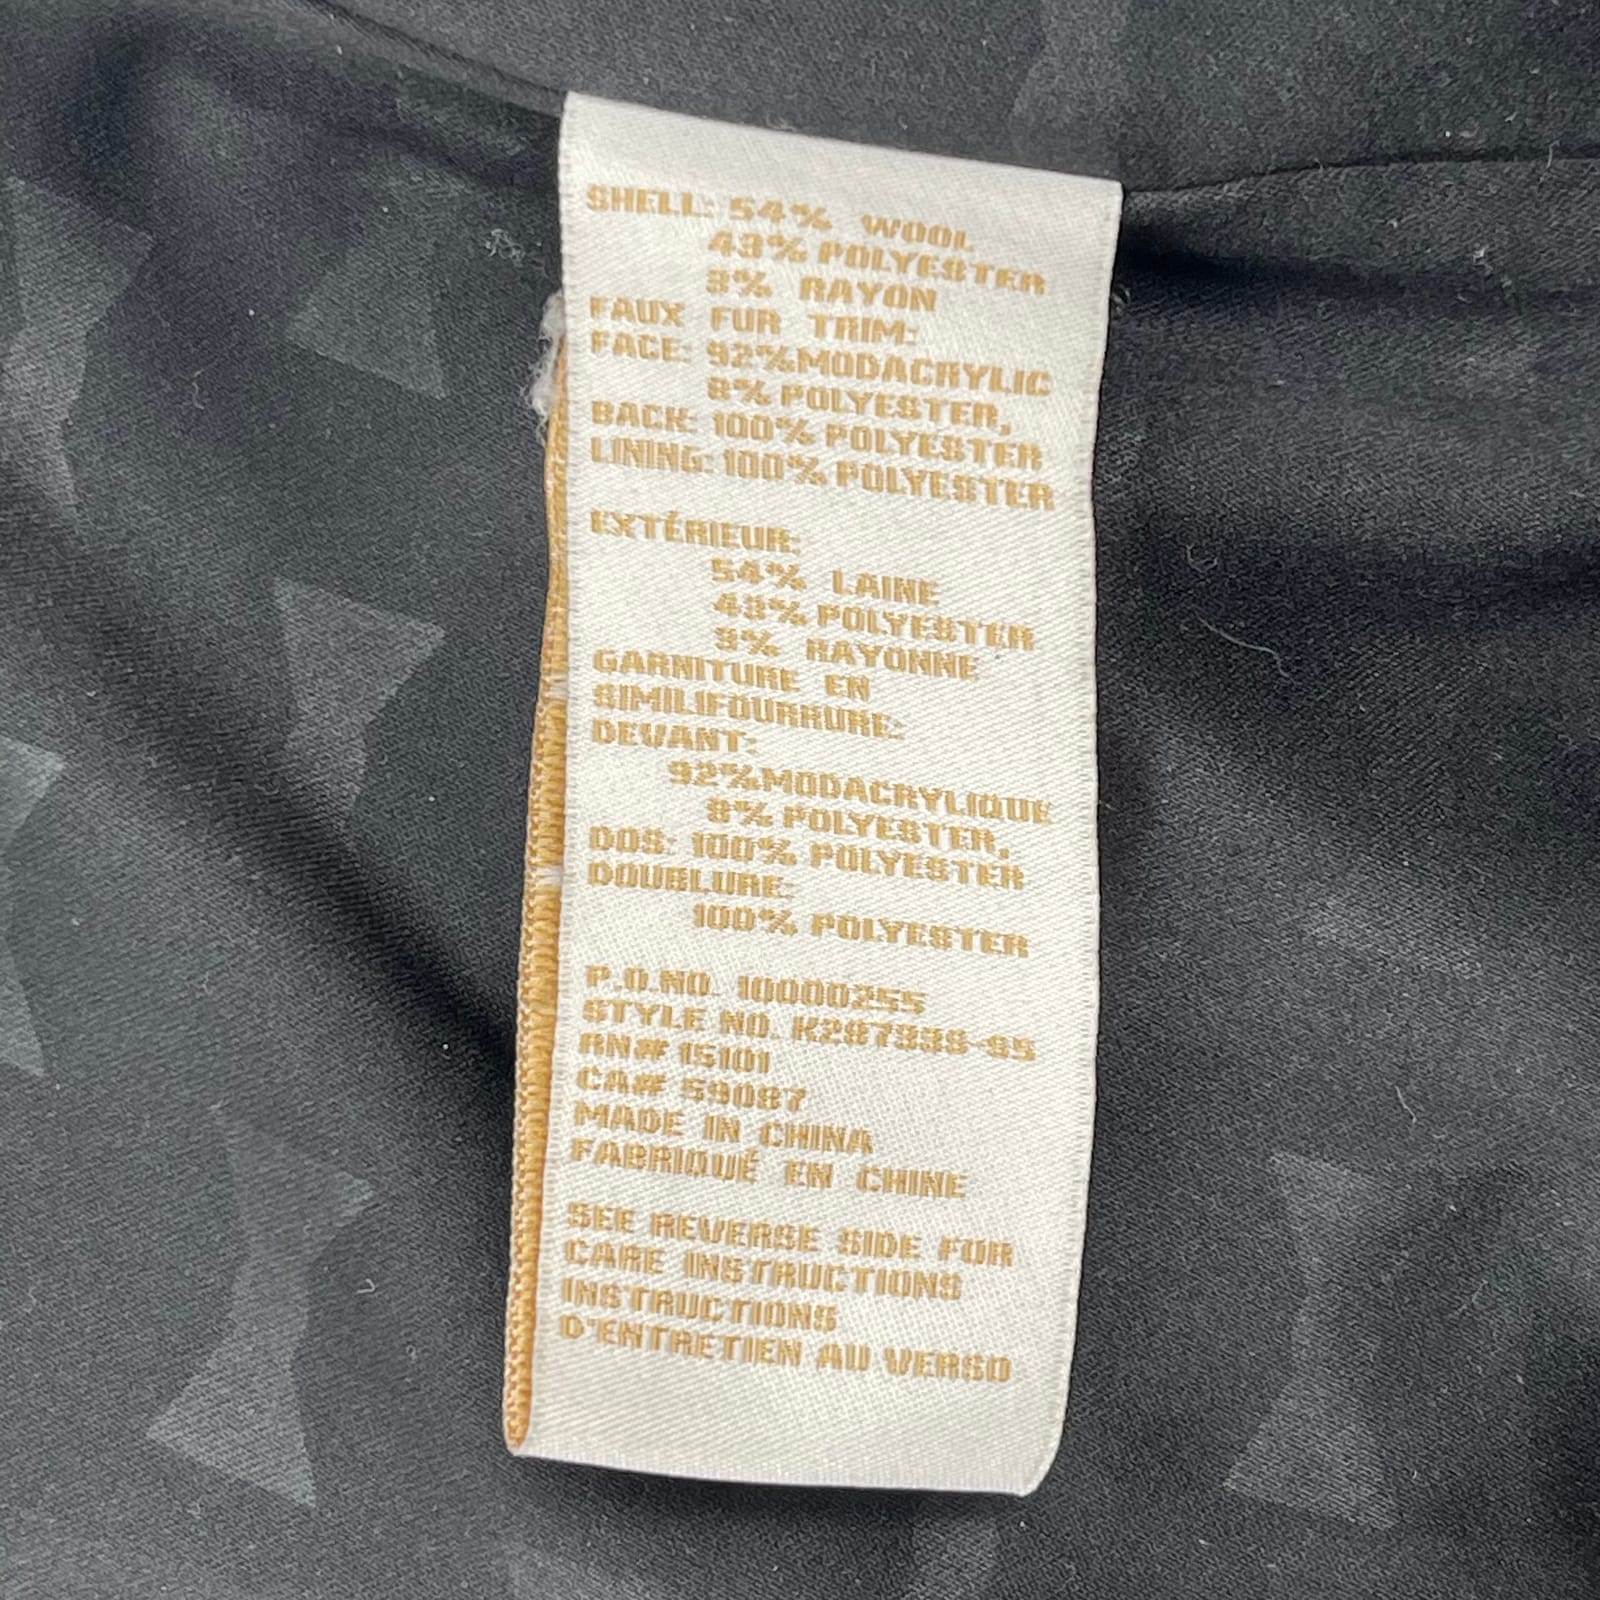 SHELL: 54% WOOL
43% POLYESTER
3% RAYON
FAUX FUR TRIM:
FACE: 92% MODACRYLIC
8% POLYESTER,
BACK: 100% POLYESTER
LINING: 100% POLYESTER
EXTÉRIEUR:
54% LAINE
43% POLYESTER
3% RAYONNE
GARNITURE EN
SIMILIFOURRURE:
DEVANT:
92% MODACRYLIQUE
8% POLYESTER,
DOS: 100% POLYESTER
DOUBLURE:
100% POLYESTER
P.O.NO. 10000255
STYLE NO.
RN# 15101
CA# 59087
MADE IN CHINA
FABRIQUÉ EN CHINE
SEE REVERSE SIDE FOR
CARE INSTRUCTIONS
INSTRUCTIONS
D'ENTRETIEN AU VERSO